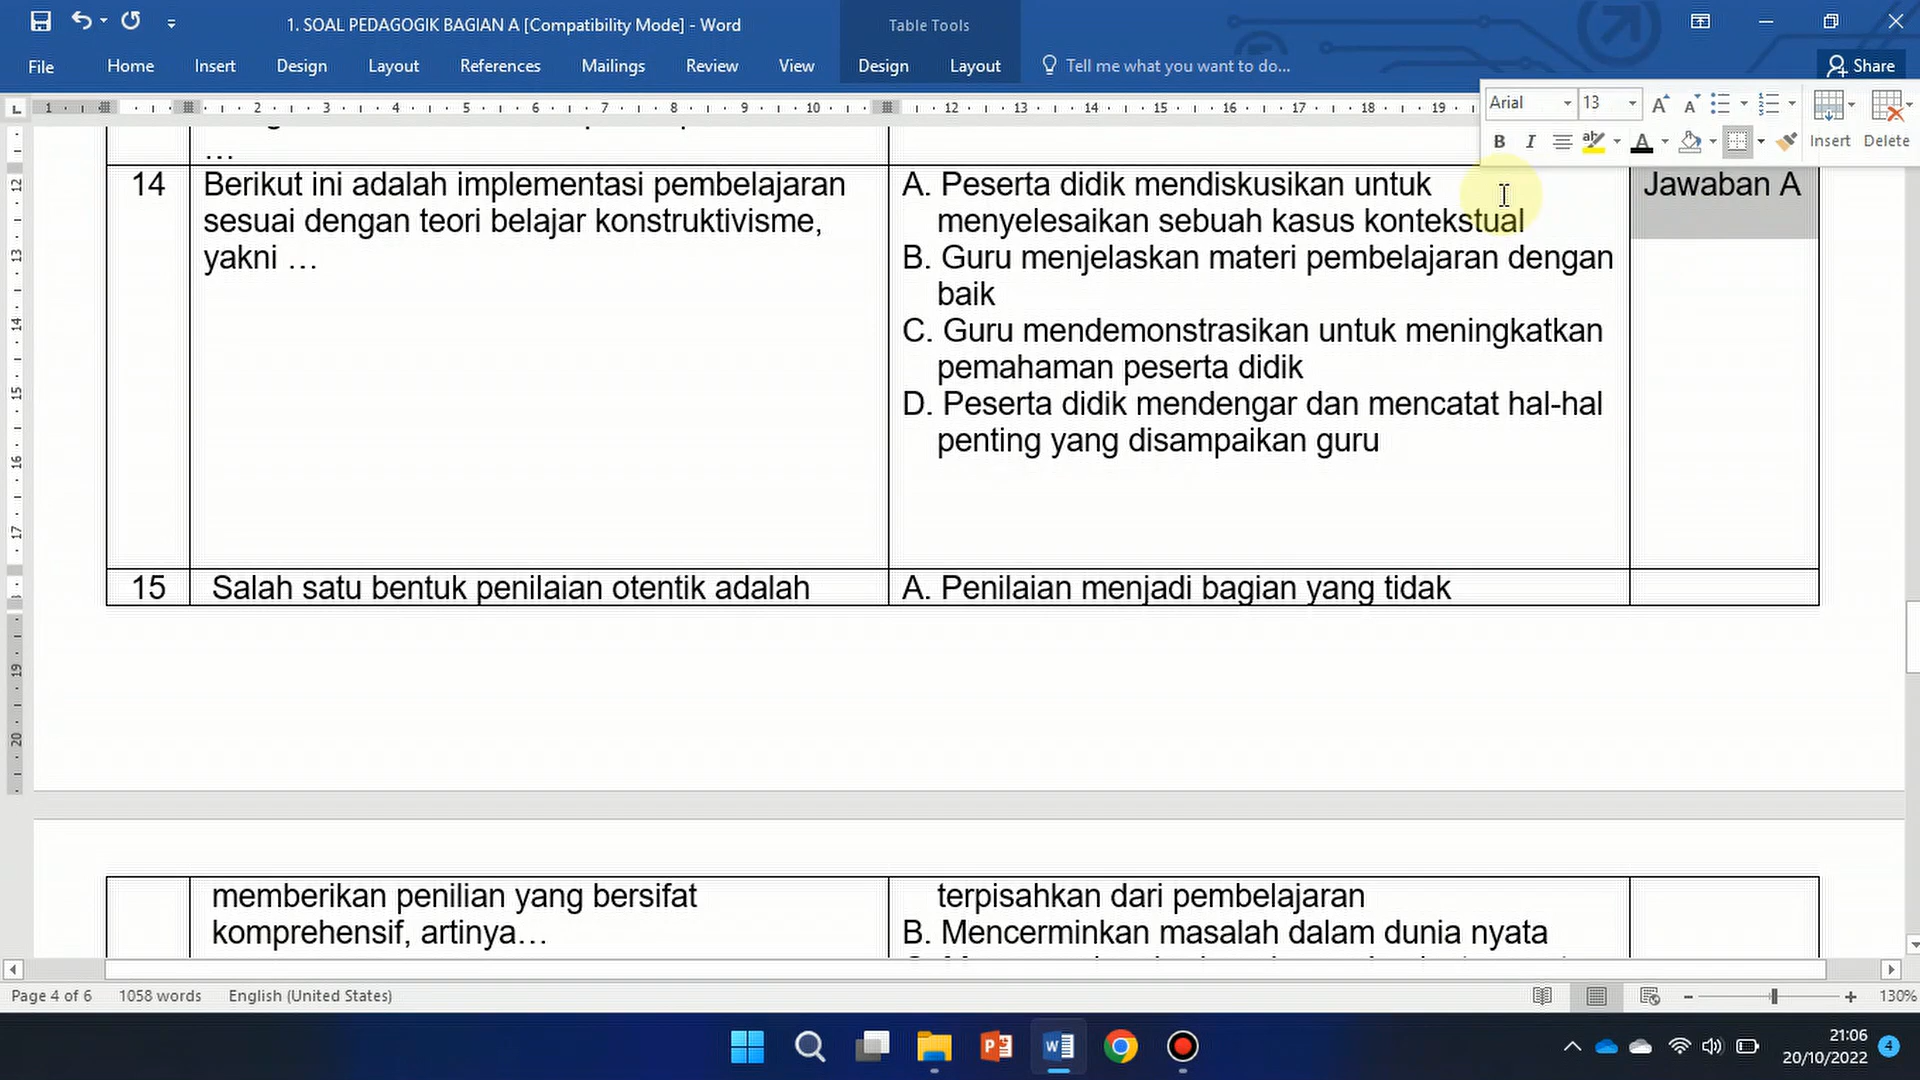 1. SOAL PEDAGOGIK BAGIAN A [Compatibility Mode] - Word
Table Tools
File Home Insert Design Layout References Mailings Review View Design Layout Tell me what you want to do... Share
Arial 13
B I A Insert Delete
…
14
Berikut ini adalah implementasi pembelajaran
sesuai dengan teori belajar konstruktivisme,
yakni …
A. Peserta didik mendiskusikan untuk
menyelesaikan sebuah kasus kontekstual
B. Guru menjelaskan materi pembelajaran dengan
baik
C. Guru mendemonstrasikan untuk meningkatkan
pemahaman peserta didik
D. Peserta didik mendengar dan mencatat hal-hal
penting yang disampaikan guru
Jawaban A
15
Salah satu bentuk penilaian otentik adalah
A. Penilaian menjadi bagian yang tidak
memberikan penilian yang bersifat
komprehensif, artinya…
terpisahkan dari pembelajaran
B. Mencerminkan masalah dalam dunia nyata
Page 4 of 6 1058 words English (United States) 130%
21:06
20/10/2022
4